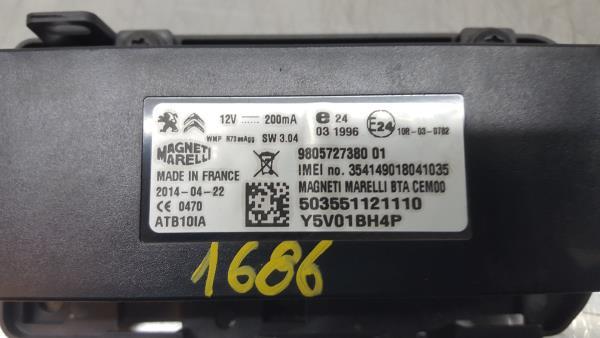 12V 200mA e 24 E24
03 1996 10R-03-0782
WMP N73aeAgg SW 3.04
MAGNETI MARELLI
9805727380 01
IMEI no. 354149018041035
MADE IN FRANCE
MAGNETI MARELLI BTA CEM00
2014-04-22
503551121110
CE 0470
ATB10IA
Y5V01BH4P
1686